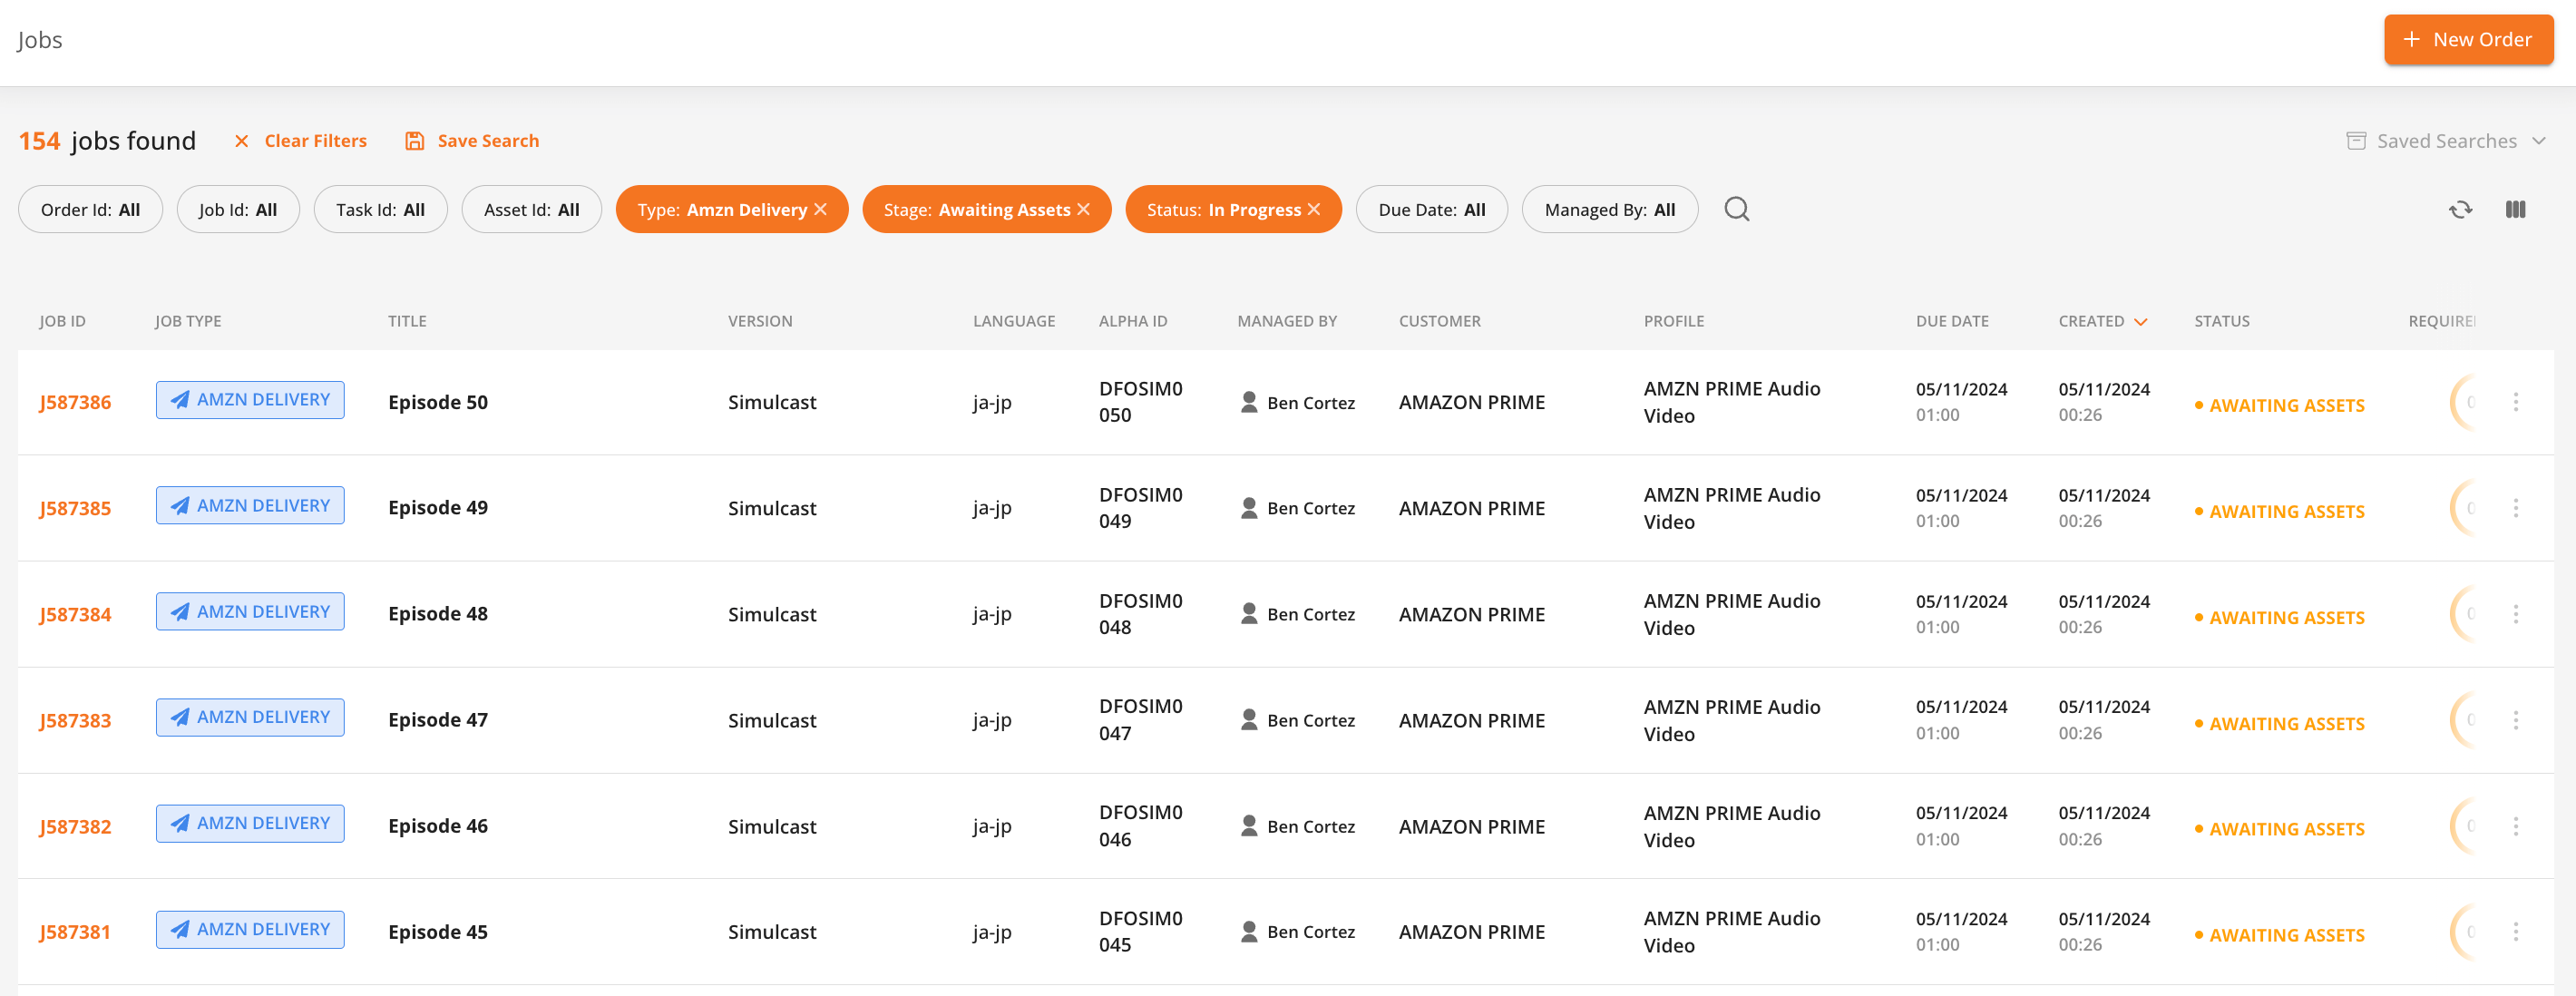 Jobs
+ New Order
154 jobs found Clear Filters Save Search Saved Searches
Order Id: All Job Id: All Task Id: All Asset Id: All Type: Amzn Delivery Stage: Awaiting Assets Status: In Progress Due Date: All Managed By: All
JOB ID JOB TYPE TITLE VERSION LANGUAGE ALPHA ID MANAGED BY CUSTOMER PROFILE DUE DATE CREATED STATUS
J587386 AMZN DELIVERY Episode 50 Simulcast ja-jp DFOSIM0 Ben Cortez AMAZON PRIME AMZN PRIME Audio 05/11/2024 05/11/2024 AWAITING ASSETS
050 Video 01:00 00:26
J587385 AMZN DELIVERY Episode 49 Simulcast ja-jp DFOSIM0 Ben Cortez AMAZON PRIME AMZN PRIME Audio 05/11/2024 05/11/2024 AWAITING ASSETS
049 Video 01:00 00:26
J587384 AMZN DELIVERY Episode 48 Simulcast ja-jp DFOSIM0 Ben Cortez AMAZON PRIME AMZN PRIME Audio 05/11/2024 05/11/2024 AWAITING ASSETS
048 Video 01:00 00:26
J587383 AMZN DELIVERY Episode 47 Simulcast ja-jp DFOSIM0 Ben Cortez AMAZON PRIME AMZN PRIME Audio 05/11/2024 05/11/2024 AWAITING ASSETS
047 Video 01:00 00:26
J587382 AMZN DELIVERY Episode 46 Simulcast ja-jp DFOSIM0 Ben Cortez AMAZON PRIME AMZN PRIME Audio 05/11/2024 05/11/2024 AWAITING ASSETS
046 Video 01:00 00:26
J587381 AMZN DELIVERY Episode 45 Simulcast ja-jp DFOSIM0 Ben Cortez AMAZON PRIME AMZN PRIME Audio 05/11/2024 05/11/2024 AWAITING ASSETS
045 Video 01:00 00:26